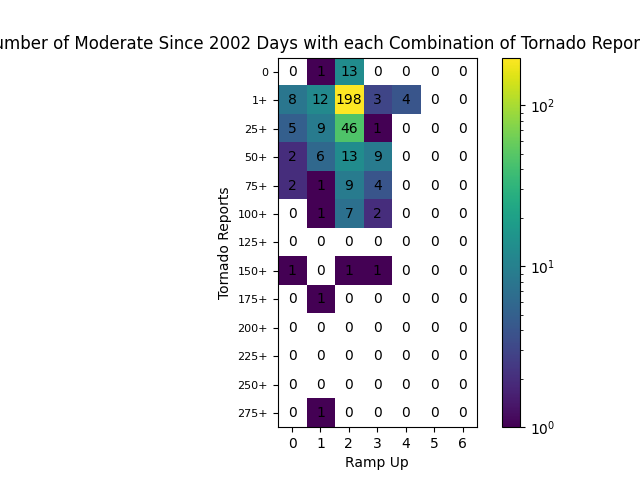 umber of Moderate Since 2002 Days with each Combination of Tornado Repor
0 0 1 13 0 0 0 0
1+ 8 12 198 3 4 0 0
25+ 5 9 46 1 0 0 0
50+ 2 6 13 9 0 0 0
75+ 2 1 9 4 0 0 0
100+ 0 1 7 2 0 0 0
125+ 0 0 0 0 0 0 0
150+ 1 0 1 1 0 0 0
175+ 0 1 0 0 0 0 0
200+ 0 0 0 0 0 0 0
225+ 0 0 0 0 0 0 0
250+ 0 0 0 0 0 0 0
275+ 0 1 0 0 0 0 0
0 1 2 3 4 5 6
Ramp Up
Tornado Reports
10²
10¹
10⁰